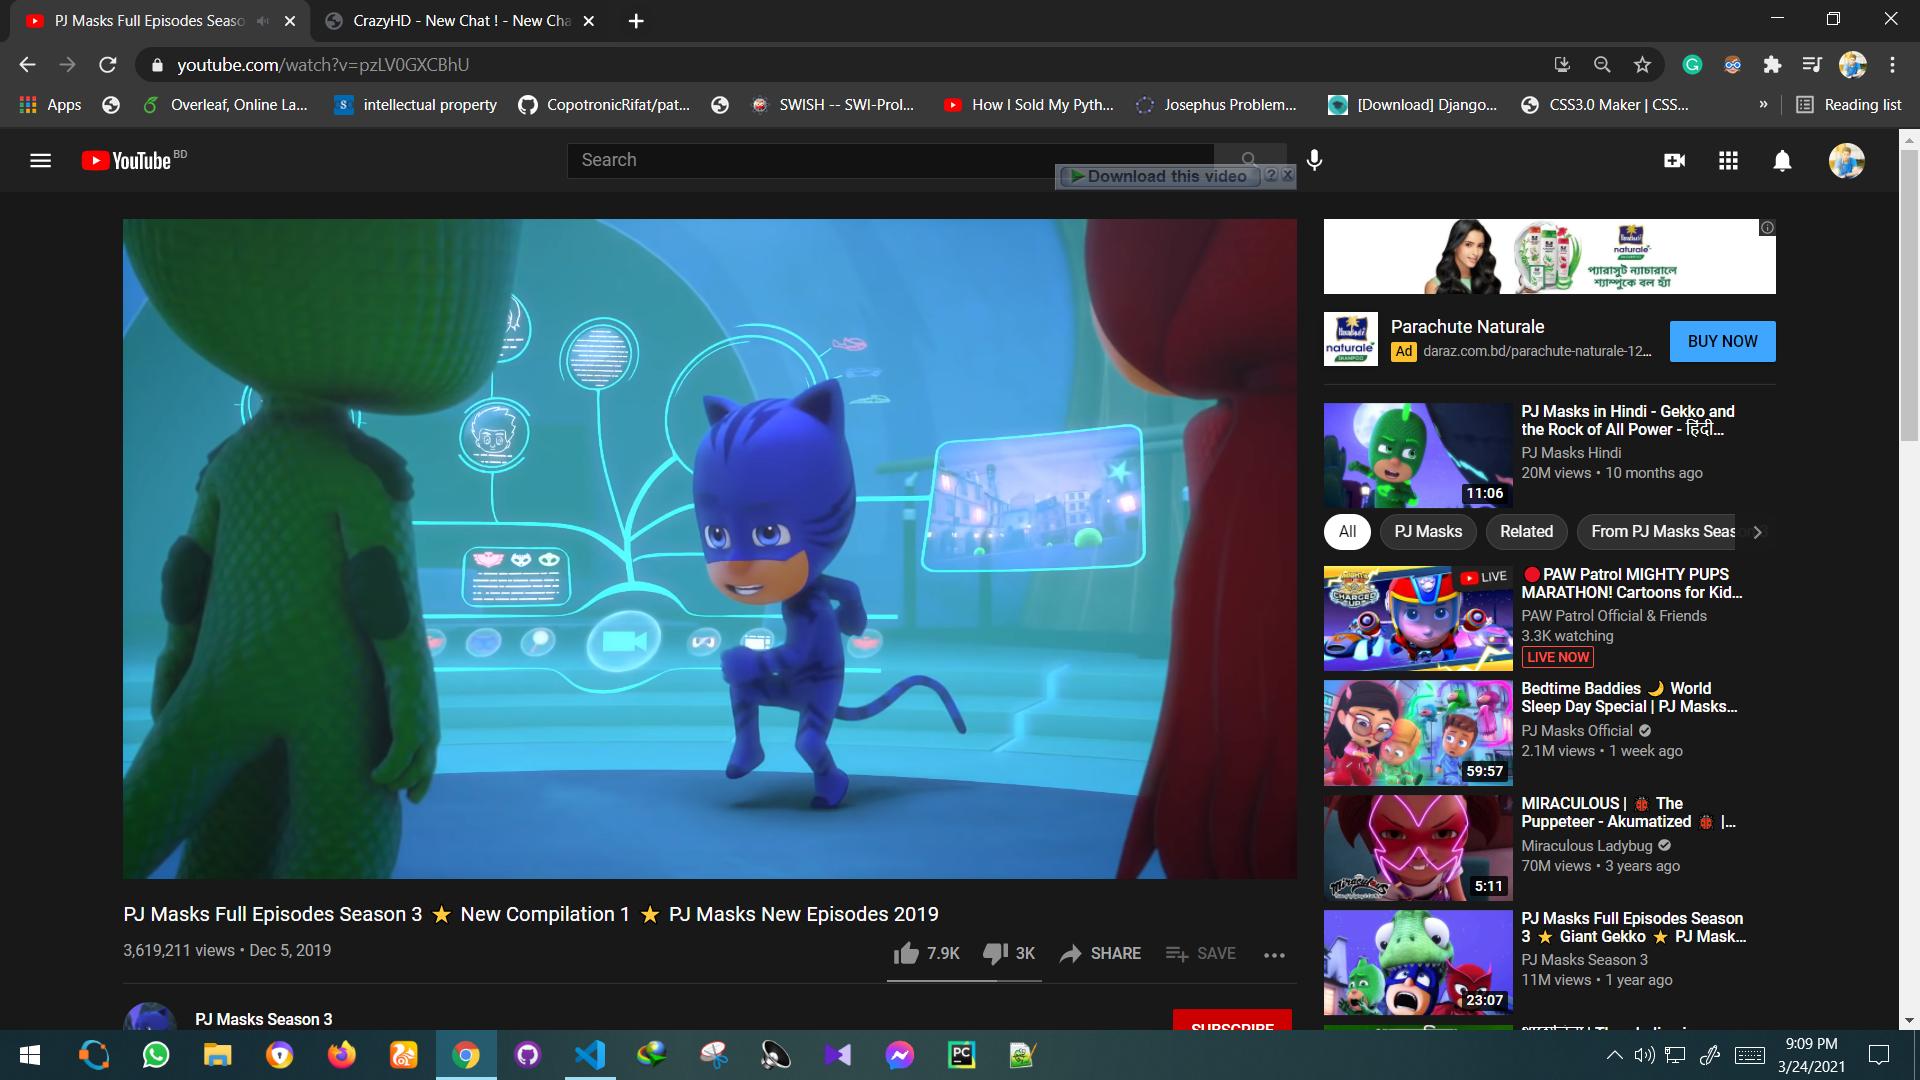 PJ Masks Full Episodes Seaso
CrazyHD - New Chat ! - New Cha
youtube.com/watch?v=pzLV0GXCBhU
Apps
Overleaf, Online La...
intellectual property
CopotronicRifat/pat...
SWISH -- SWI-Prol...
How I Sold My Pyth...
Josephus Problem...
[Download] Django...
CSS3.0 Maker | CSS...
»
Reading list
YouTube BD
Search
Download this video
naturale
প্যারাসুট ন্যাচারালে
শ্যাম্পুকে বল হ্যাঁ
naturale
SHAMPOO
Parachute Naturale
Ad daraz.com.bd/parachute-naturale-12...
BUY NOW
PJ Masks in Hindi - Gekko and
the Rock of All Power - हिंदी...
PJ Masks Hindi
20M views • 10 months ago
11:06
All
PJ Masks
Related
From PJ Masks Season 3
LIVE
CHARGED UP
PAW Patrol MIGHTY PUPS
MARATHON! Cartoons for Kid...
PAW Patrol Official & Friends
3.3K watching
LIVE NOW
Bedtime Baddies 🌙 World
Sleep Day Special | PJ Masks...
PJ Masks Official
2.1M views • 1 week ago
59:57
MIRACULOUS | 🐞 The
Puppeteer - Akumatized 🐞 |...
Miraculous Ladybug
70M views • 3 years ago
Miraculous
5:11
PJ Masks Full Episodes Season
3 ⭐ Giant Gekko ⭐ PJ Mask...
PJ Masks Season 3
11M views • 1 year ago
23:07
PJ Masks Full Episodes Season 3 ⭐ New Compilation 1 ⭐ PJ Masks New Episodes 2019
3,619,211 views • Dec 5, 2019
7.9K
3K
SHARE
SAVE
PJ Masks Season 3
SUBSCRIBE
PC
9:09 PM
3/24/2021